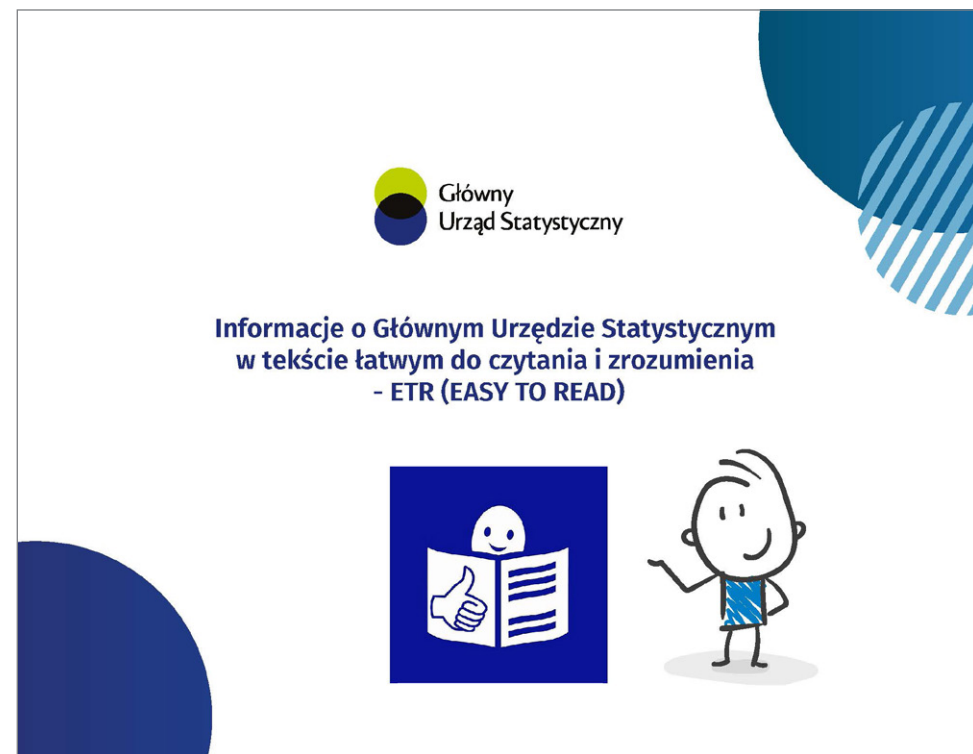 Główny
Urząd Statystyczny
Informacje o Głównym Urzędzie Statystycznym
w tekście łatwym do czytania i zrozumienia
- ETR (EASY TO READ)